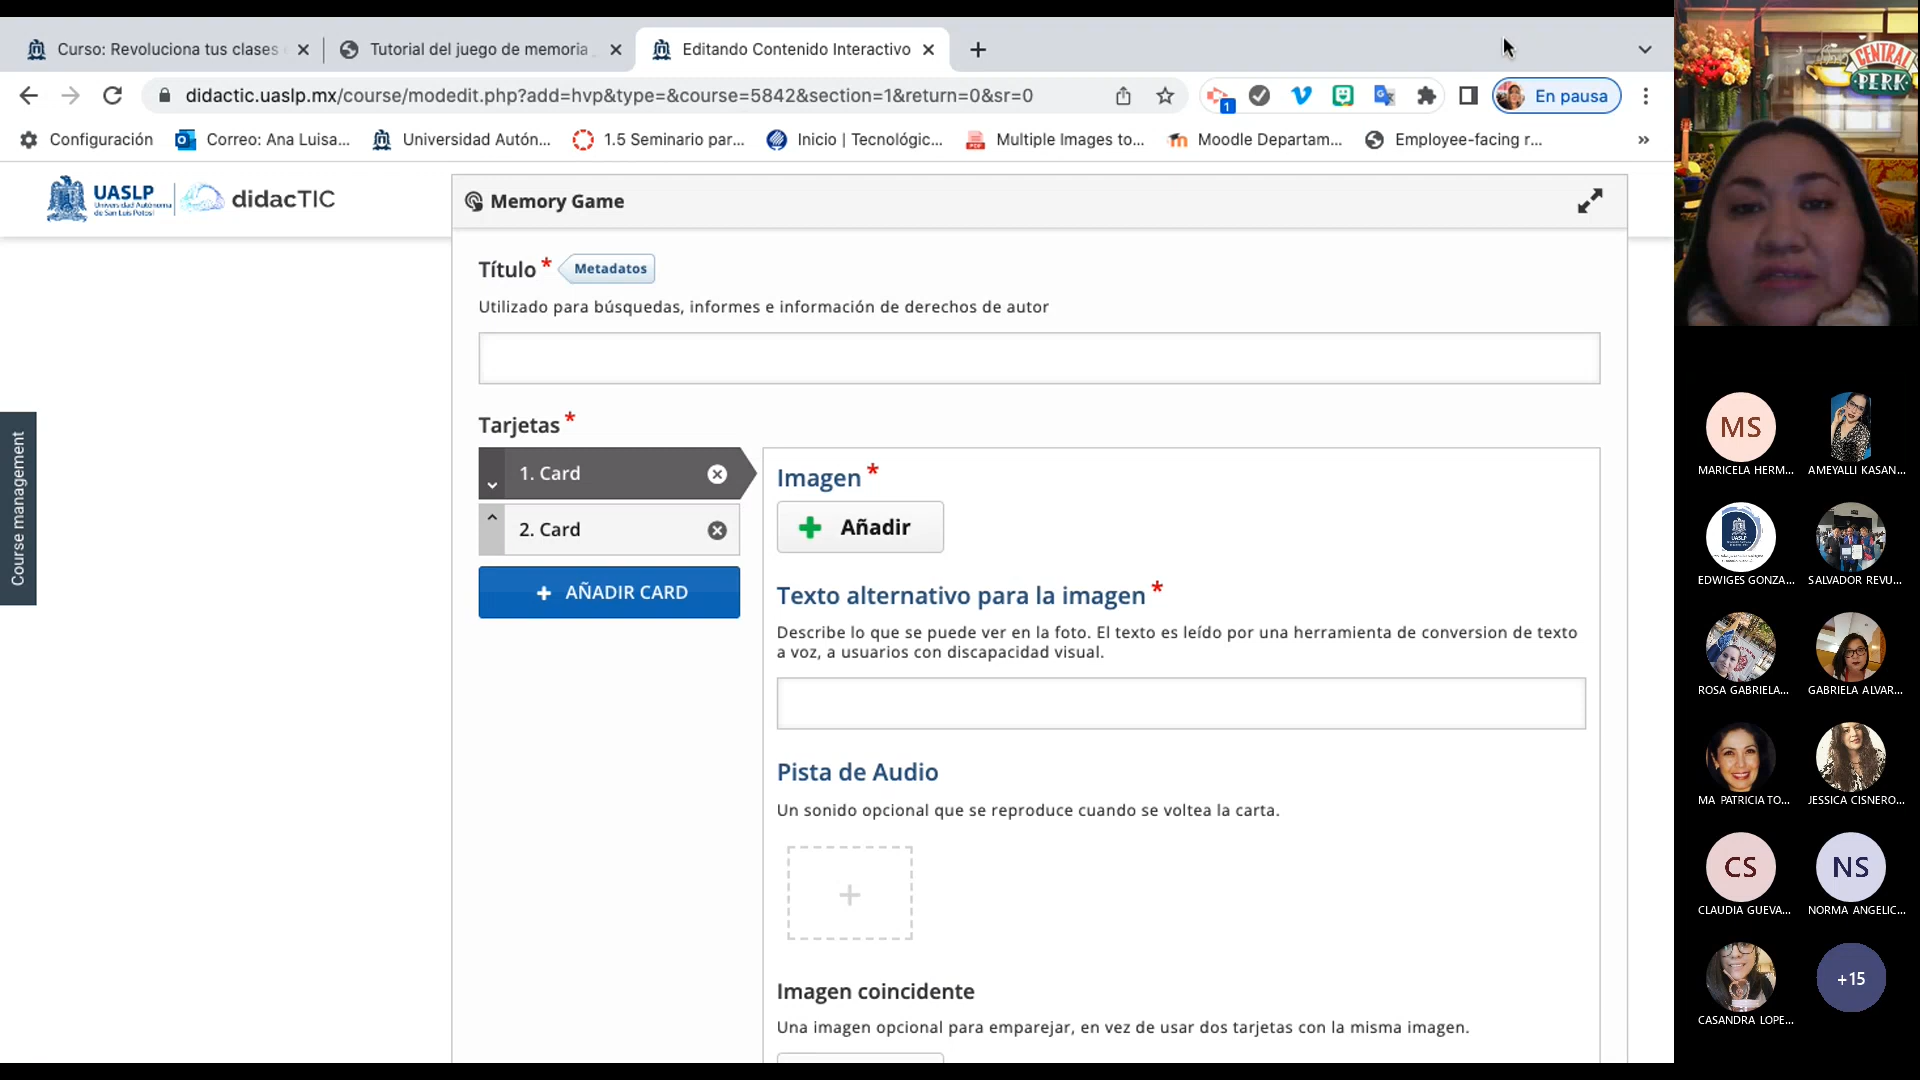 Curso: Revoluciona tus clases
Tutorial del juego de memoria
Editando Contenido Interactivo
didactic.uaslp.mx/course/modedit.php?add=hvp&type=&course=5842&section=1&return=0&sr=0
1
En pausa
Configuración
Correo: Ana Luisa...
Universidad Autón...
1.5 Seminario par...
Inicio | Tecnológic...
Multiple Images to...
Moodle Departam...
Employee-facing r...
»
UASLP
Universidad Autónoma
de San Luis Potosí
didacTIC
Memory Game
Título *
Metadatos
Utilizado para búsquedas, informes e información de derechos de autor
Tarjetas *
1. Card
2. Card
+ AÑADIR CARD
Imagen *
Añadir
Texto alternativo para la imagen *
Describe lo que se puede ver en la foto. El texto es leído por una herramienta de conversion de texto
a voz, a usuarios con discapacidad visual.
Pista de Audio
Un sonido opcional que se reproduce cuando se voltea la carta.
Imagen coincidente
Una imagen opcional para emparejar, en vez de usar dos tarjetas con la misma imagen.
Course management
CENTRAL
PERK
MS
MARICELA HERM...
AMEYALLI KASAN...
UASLP
EDWIGES GONZA...
SALVADOR REVU...
ROSA GABRIELA...
GABRIELA ALVAR...
MA PATRICIA TO...
JESSICA CISNERO...
CS
CLAUDIA GUEVA...
NS
NORMA ANGELIC...
CASANDRA LOPE...
+15